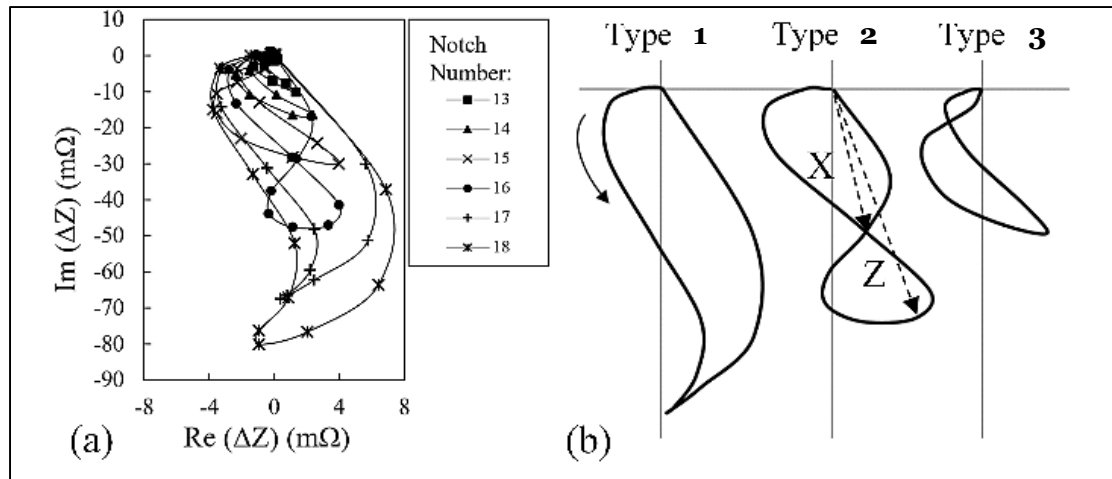 10
0
-10
-20
-30
-40
-50
-60
-70
-80
-90
-8 -4 0 4 8
Im (ΔZ) (mΩ)
Re (ΔZ) (mΩ)
(a)
Notch
Number:
13
14
15
16
17
18
Type 1 Type 2 Type 3
X
Z
(b)